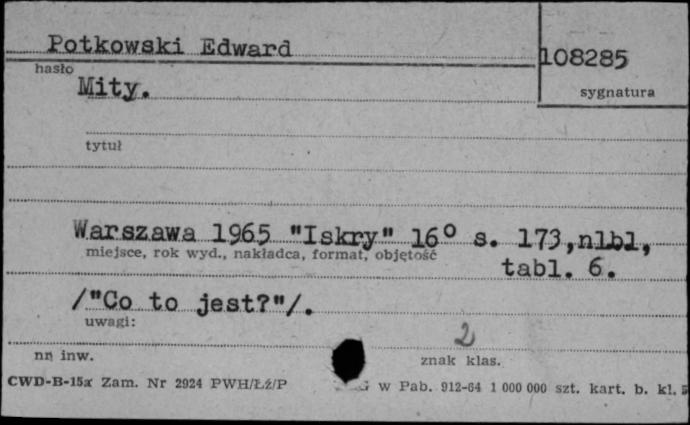 Potkowski Edward
108285
hasło
Mity.
sygnatura
tytuł
Warszawa 1965 "Iskry" 16° s. 173,nlbl,
miejsce, rok wyd., nakładca, format, objętość
tabl. 6.
/"Co to jest?"/.
uwagi:
2
nr inw.
znak klas.
CWD-B-15a Zam. Nr 2924 PWH/Łź/P
w Pab. 912-64 1 000 000 szt. kart. b. kl.